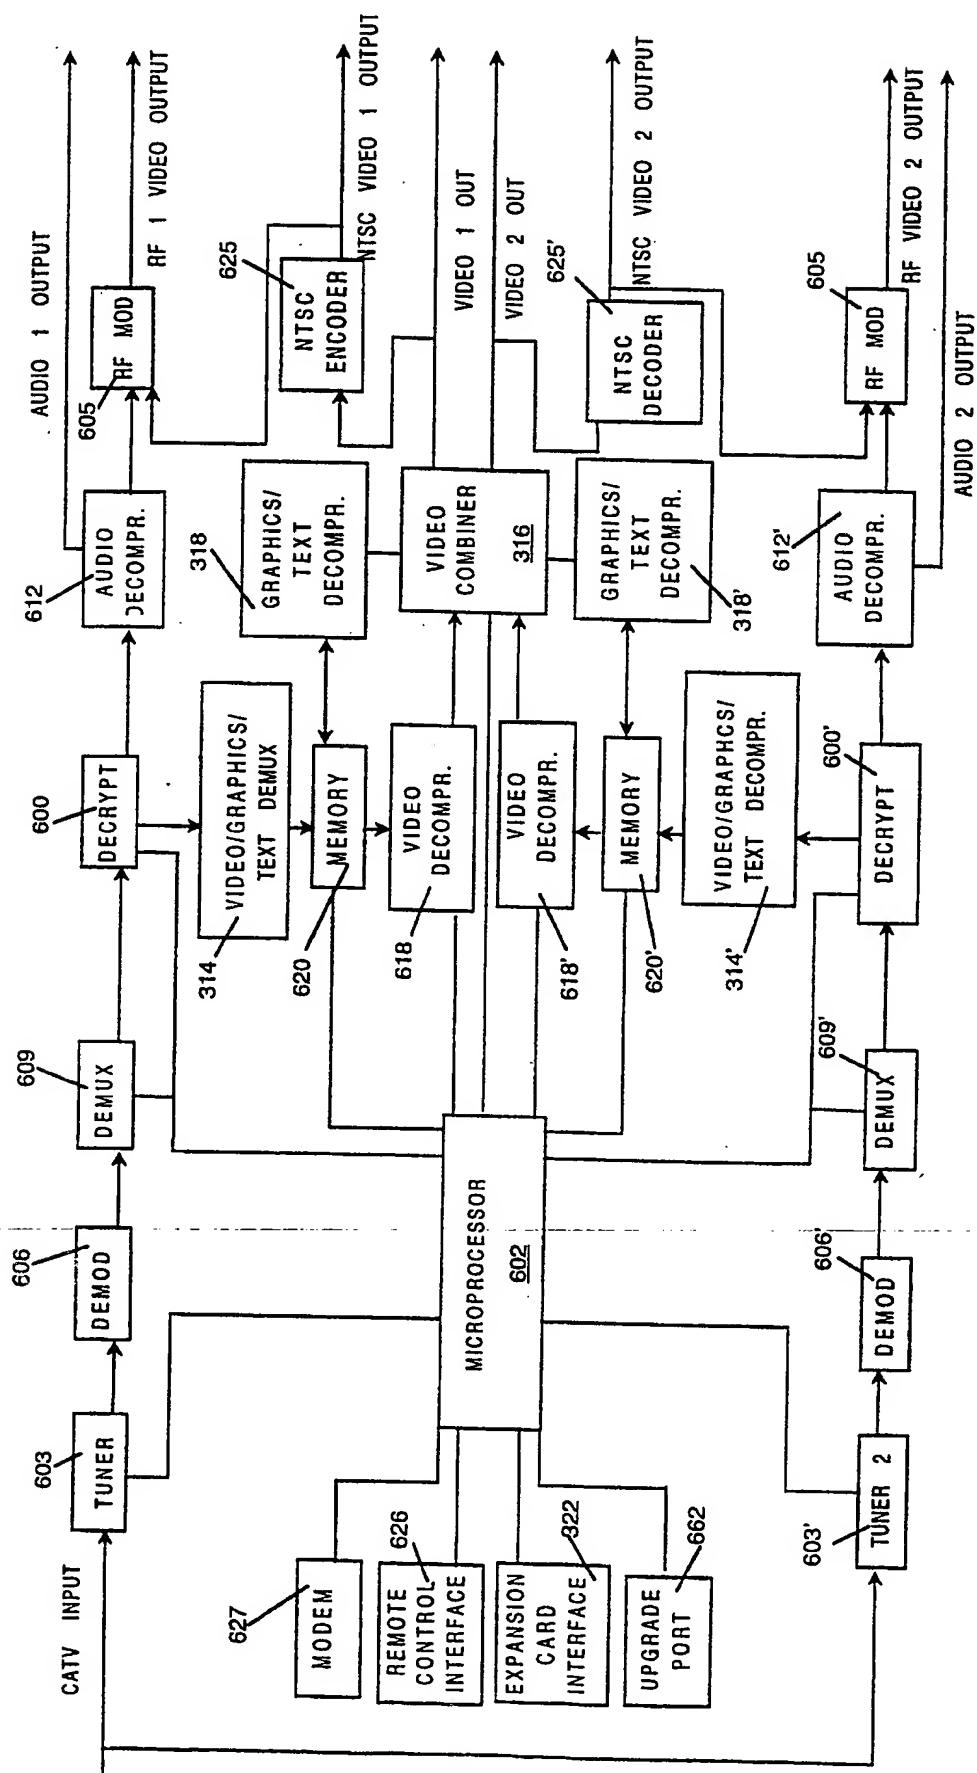 CATV INPUT
603
TUNER
606
DEMOD
609
DEMUX
600
DECRYPT
612
AUDIO
DECOMPR.
605
RF MOD
AUDIO 1 OUTPUT
RF 1 VIDEO OUTPUT
314
VIDEO/GRAPHICS/
TEXT DEMUX
318
GRAPHICS/
TEXT
DECOMPR.
625
NTSC
ENCODER
NTSC VIDEO 1 OUTPUT
620
MEMORY
618
VIDEO
DECOMPR.
VIDEO
COMBINER
316
VIDEO 1 OUT
VIDEO 2 OUT
627
MODEM
626
REMOTE
CONTROL
INTERFACE
322
EXPANSION
CARD
INTERFACE
662
UPGRADE
PORT
MICROPROCESSOR
602
618'
VIDEO
DECOMPR.
620'
MEMORY
318'
GRAPHICS/
TEXT
DECOMPR.
625'
NTSC
DECODER
NTSC VIDEO 2 OUTPUT
314'
VIDEO/GRAPHCS/
TEXT DECOMPR.
603'
TUNER 2
606'
DEMOD
609'
DEMUX
600'
DECRYPT
612'
AUDIO
DECOMPR.
605
RF MOD
RF VIDEO 2 OUTPUT
AUDIO 2 OUTPUT